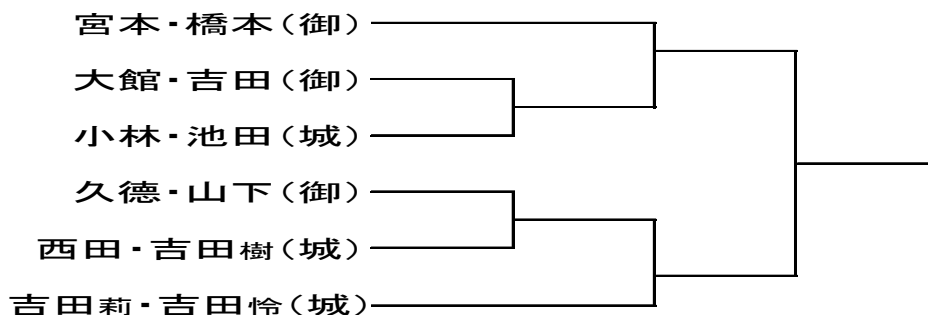 宮本・橋本(御)
大館・吉田(御)
小林・池田(城)
久德・山下(御)
西田・吉田樹(城)
吉田莉・吉田怜(城)